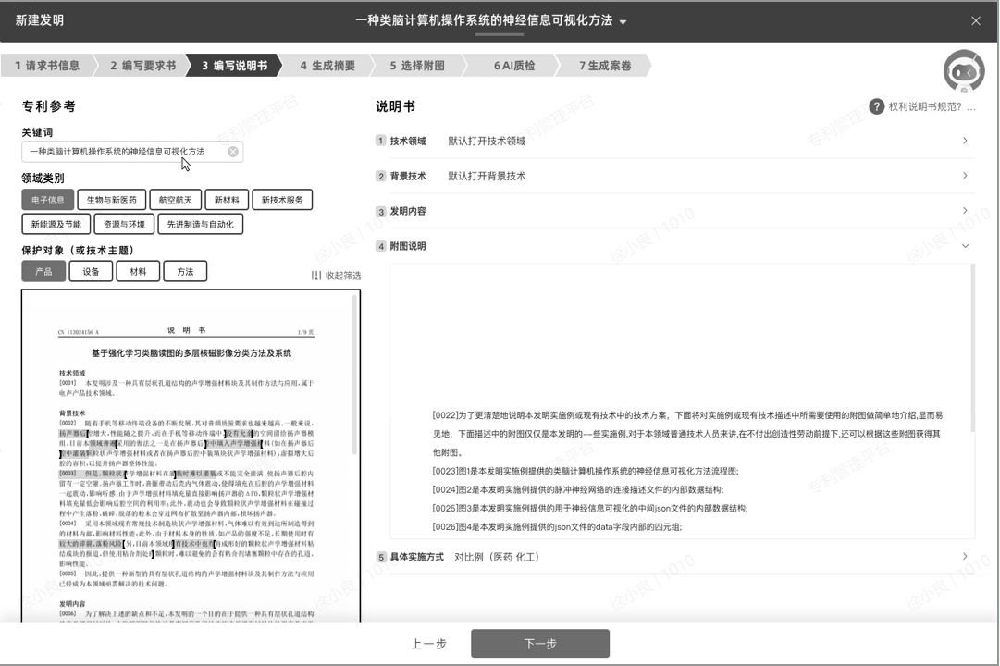 新建发明
一种类脑计算机操作系统的神经信息可视化方法
1 请求书信息
2 编写要求书
3 编写说明书
4 生成摘要
5 选择附图
6 AI质检
7 生成案卷
专利参考
关键词
一种类脑计算机操作系统的神经信息可视化方法
领域类别
电子信息 生物与新医药 航空航天 新材料 新技术服务
新能源及节能 资源与环境 先进制造与自动化
保护对象（或技术主题）
产品 设备 材料 方法
收起筛选
CN 113024156 A 说 明 书 1/9 页
基于强化学习类脑读图的多层核磁影像分类方法及系统
技术领域
[0001] 本发明涉及一种具有层状孔道结构的声学增强材料块及其制作方法与应用,属于
电声产品技术领域。
背景技术
[0002] 随着手机等移动终端设备的不断发展,其对音频质量要求也越来越高。一般来说,
扬声器后腔增大,性能随之提升,而在手机等移动终端中,没有充余的空间留给扬声器模
组,目前本领域普遍采用的做法之一是在扬声器后腔中填入声学增强材料(如在扬声器后
腔中灌装颗粒状声学增强材料或者在扬声器后腔中装填块状声学增强材料),虚拟增大后
腔的容积,以提升扬声器整体性能。
[0003] 但是,颗粒状声学增强材料在灌装时难以灌装或不能完全灌满,使扬声器后腔内
留有一定空隙。扬声器工作时,音圈带动后壳内气体震动,使得填充在后腔的声学增强材料
一起震动,影响听感;由于声学增强材料填充量直接影响扬声器的ΔF0,颗粒状声学增强材
料填充量低会影响后腔空间的利用率;此外,震动也会导致颗粒状声学增强材料在碰撞过
程中产生落粉、破碎,脱落的粉末会穿过网布扩散至扬声器内部,损坏扬声器。
[0004] 采用本领域现有常规技术制造块状声学增强材料,气体难以有效到达所制造得到
的材料内部,影响材料性能;此外,由于材料本身的性质,如产品的强度不足,长期使用时有
较大的碎裂、落粉风险;另,目前本领域现有技术中也有将成形好的颗粒状声学增强材料粘
结成块的报道,但使用粘合剂处理颗粒时,难以避免的会有粘合剂堵塞颗粒中存在的孔道,
影响性能。
[0005] 因此,提供一种新型的具有层状孔道结构的声学增强材料块及其制作方法与应用
已经成为本领域亟需解决的技术问题。
发明内容
[0006] 为了解决上述的缺点和不足,本发明的一个目的在于提供一种具有层状孔道结构
说明书
? 权利说明书规范? ...
1 技术领域 默认打开技术领域
2 背景技术 默认打开背景技术
3 发明内容
4 附图说明
[0022]为了更清楚地说明本发明实施例或现有技术中的技术方案，下面将对实施例或现有技术描述中所需要使用的附图做简单地介绍,显而易
见地，下面描述中的附图仅仅是本发明的一些实施例,对于本领域普通技术人员来讲,在不付出创造性劳动前提下,还可以根据这些附图获得其
他附图。
[0023]图1是本发明实施例提供的类脑计算机操作系统的神经信息可视化方法流程图;
[0024]图2是本发明实施例提供的脉冲神经网络的连接描述文件的内部数据结构;
[0025]图3是本发明实施例提供的用于神经信息可视化的中间json文件的内部数据结构;
[0026]图4是本发明实施例提供的json文件的data字段内部的四元组;
5 具体实施方式 对比例（医药 化工）
上一步
下一步
专利管理平台
徐小良 | 1010